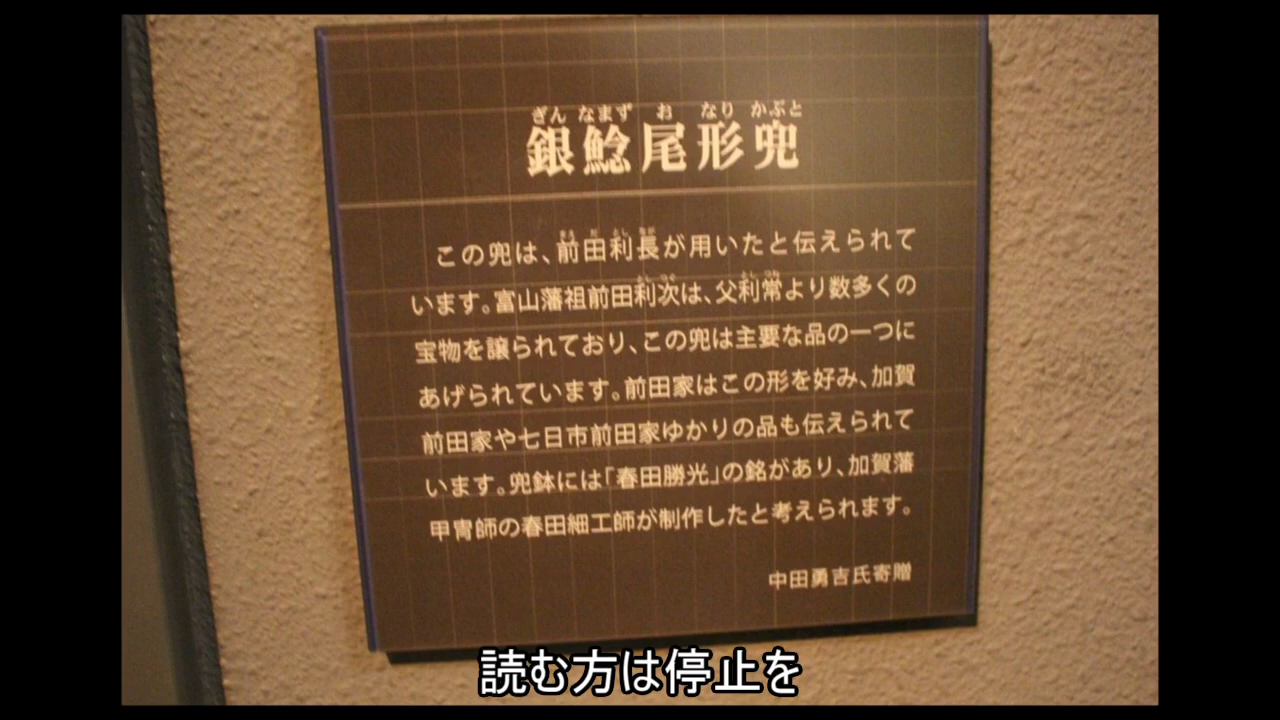 ぎん なまず お なり かぶと
銀鯰尾形兜
この兜は、前田利長が用いたと伝えられて
います。富山藩祖前田利次は、父利常より数多くの
宝物を譲られており、この兜は主要な品の一つに
あげられています。前田家はこの形を好み、加賀
前田家や七日市前田家ゆかりの品も伝えられて
います。兜鉢には「春田勝光」の銘があり、加賀藩
甲冑師の春田細工師が制作したと考えられます。
中田勇吉氏寄贈
読む方は停止を